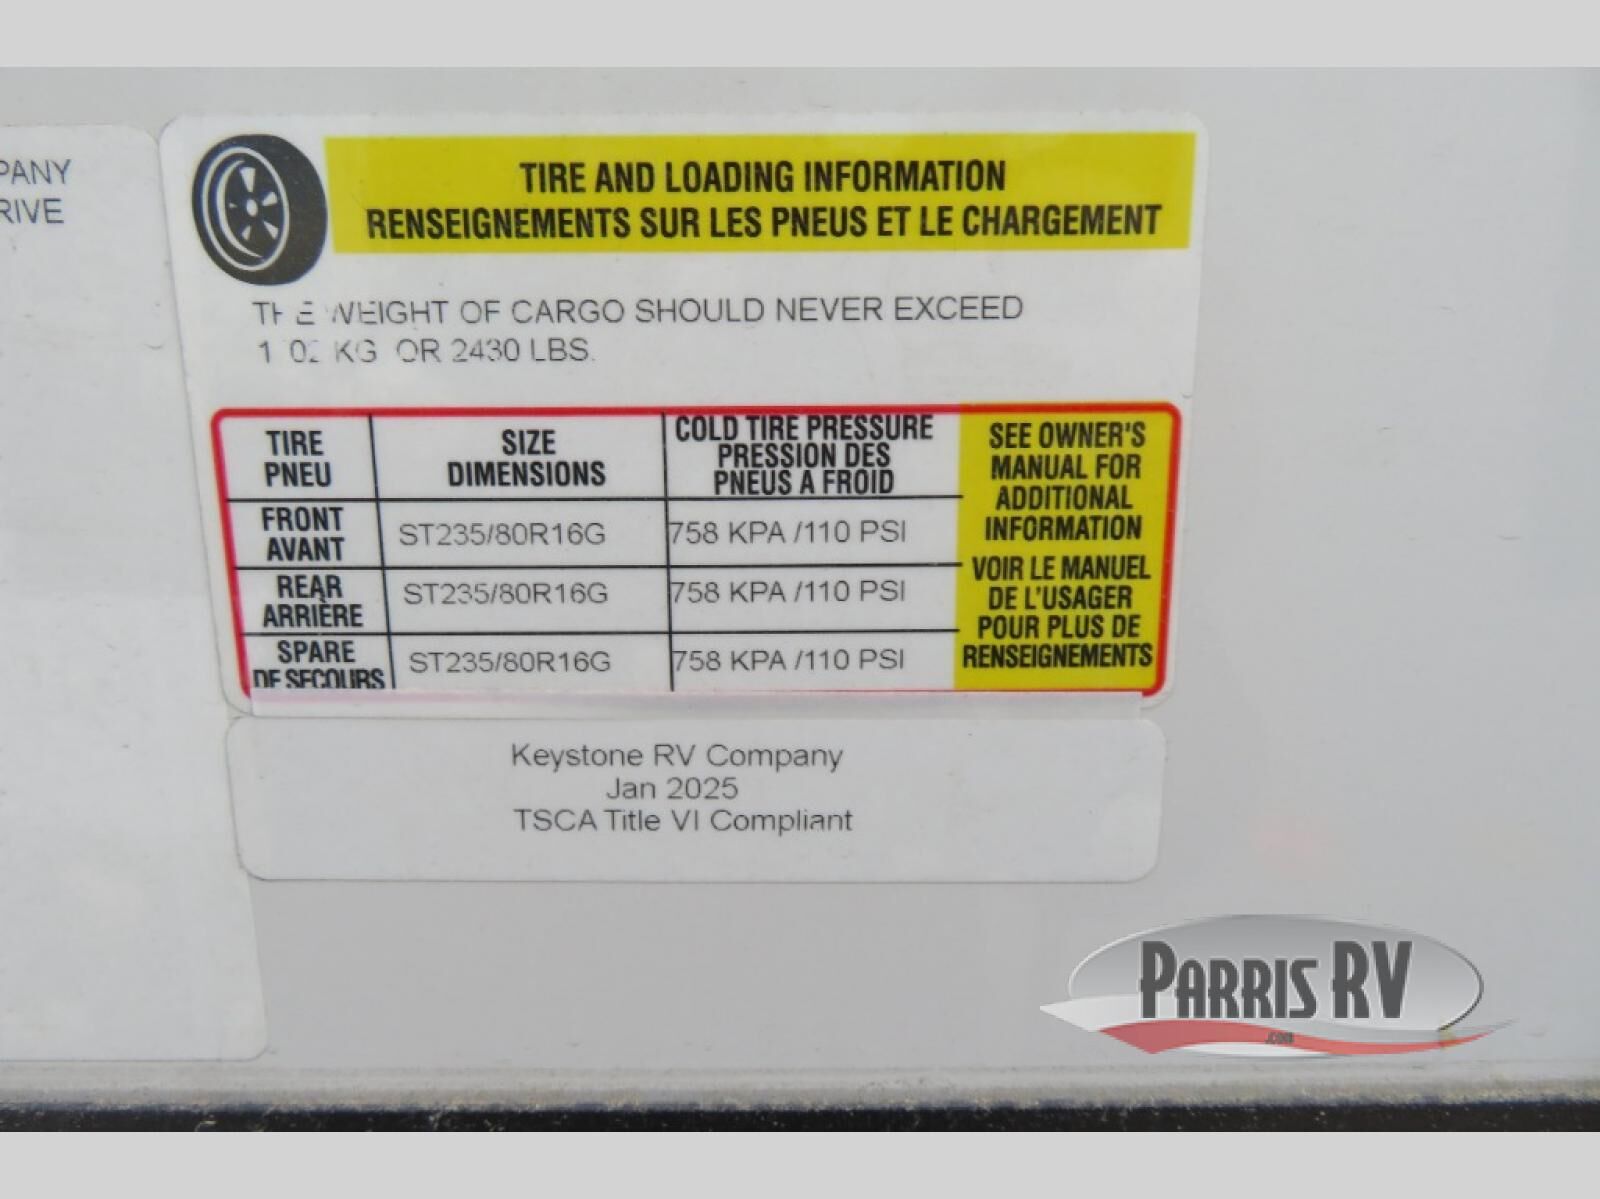 PANY
RIVE
TIRE AND LOADING INFORMATION
RENSEIGNEMENTS SUR LES PNEUS ET LE CHARGEMENT
THE WEIGHT OF CARGO SHOULD NEVER EXCEED
KG OR 2430 LBS.
TIRE
PNEU
SIZE
DIMENSIONS
COLD TIRE PRESSURE
PRESSION DES
PNEUS A FROID
FRONT
AVANT
ST235/80R16G
758 KPA /110 PSI
REAR
ARRIÈRE
ST235/80R16G
758 KPA /110 PSI
SPARE
DE SECOURS
ST235/80R16G
758 KPA /110 PSI
SEE OWNER'S
MANUAL FOR
ADDITIONAL
INFORMATION
VOIR LE MANUEL
DE L'USAGER
POUR PLUS DE
RENSEIGNEMENTS
Keystone RV Company
Jan 2025
TSCA Title VI Compliant
PARRIS RV
.com